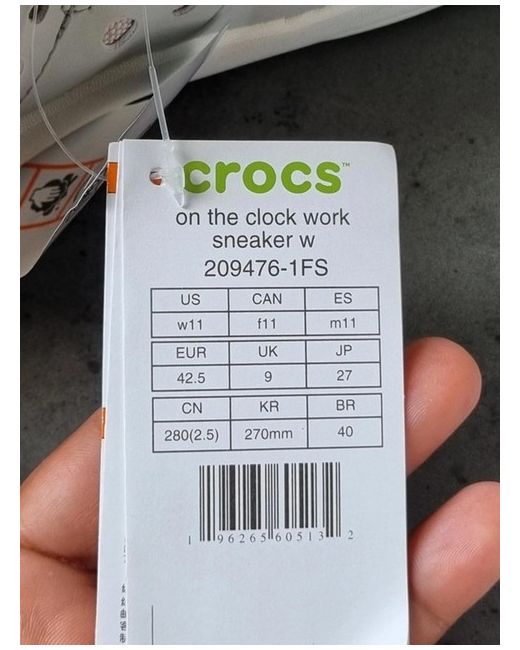 crocs™
on the clock work
sneaker w
209476-1FS
US CAN ES
w11 f11 m11
EUR UK JP
42.5 9 27
CN KR BR
280(2.5) 270mm 40
1 96265 60513 2